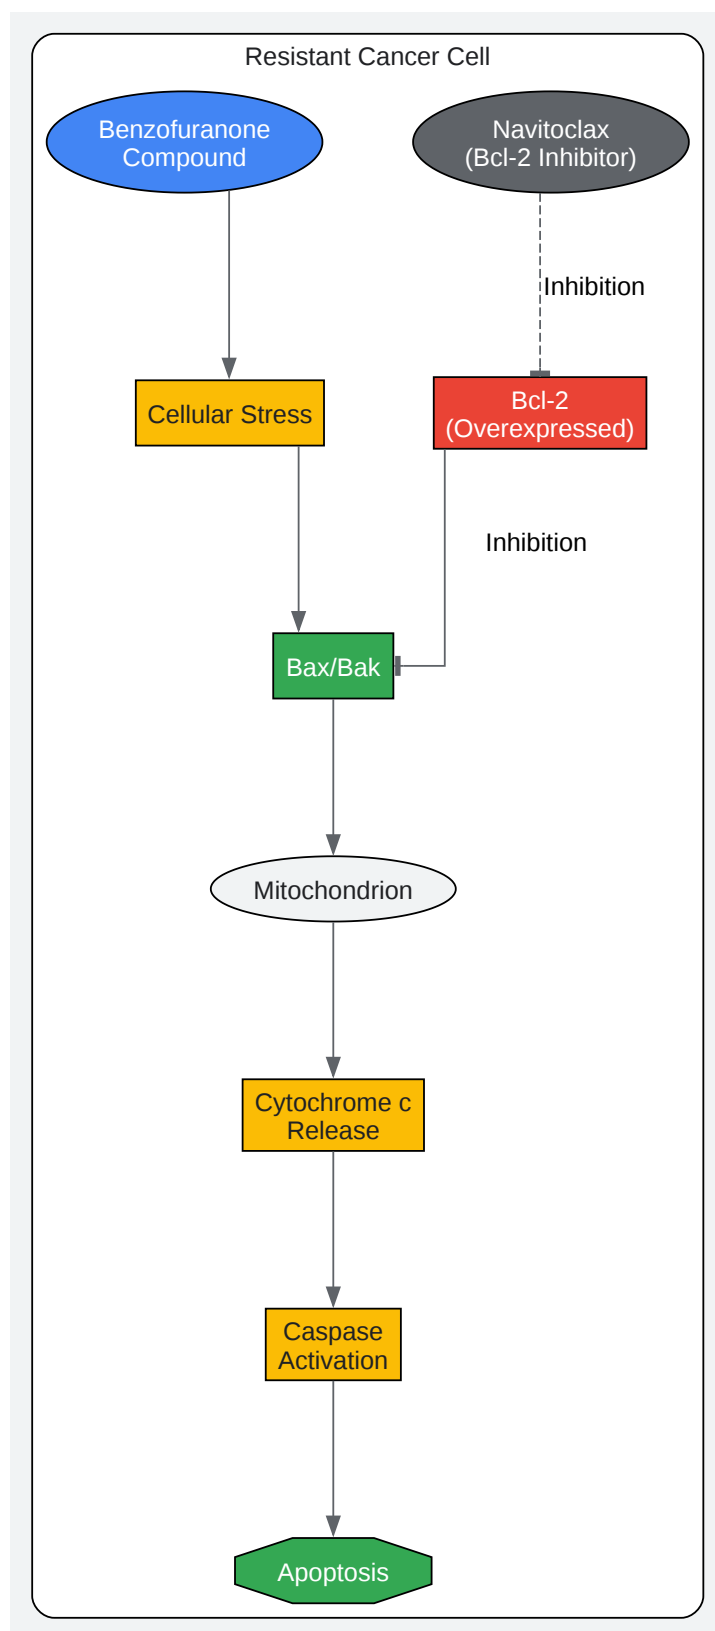 Resistant Cancer Cell
Benzofuranone
Compound
Navitoclax
(Bcl-2 Inhibitor)
Inhibition
Cellular Stress
Bcl-2
(Overexpressed)
Inhibition
Bax/Bak
Mitochondrion
Cytochrome c
Release
Caspase
Activation
Apoptosis